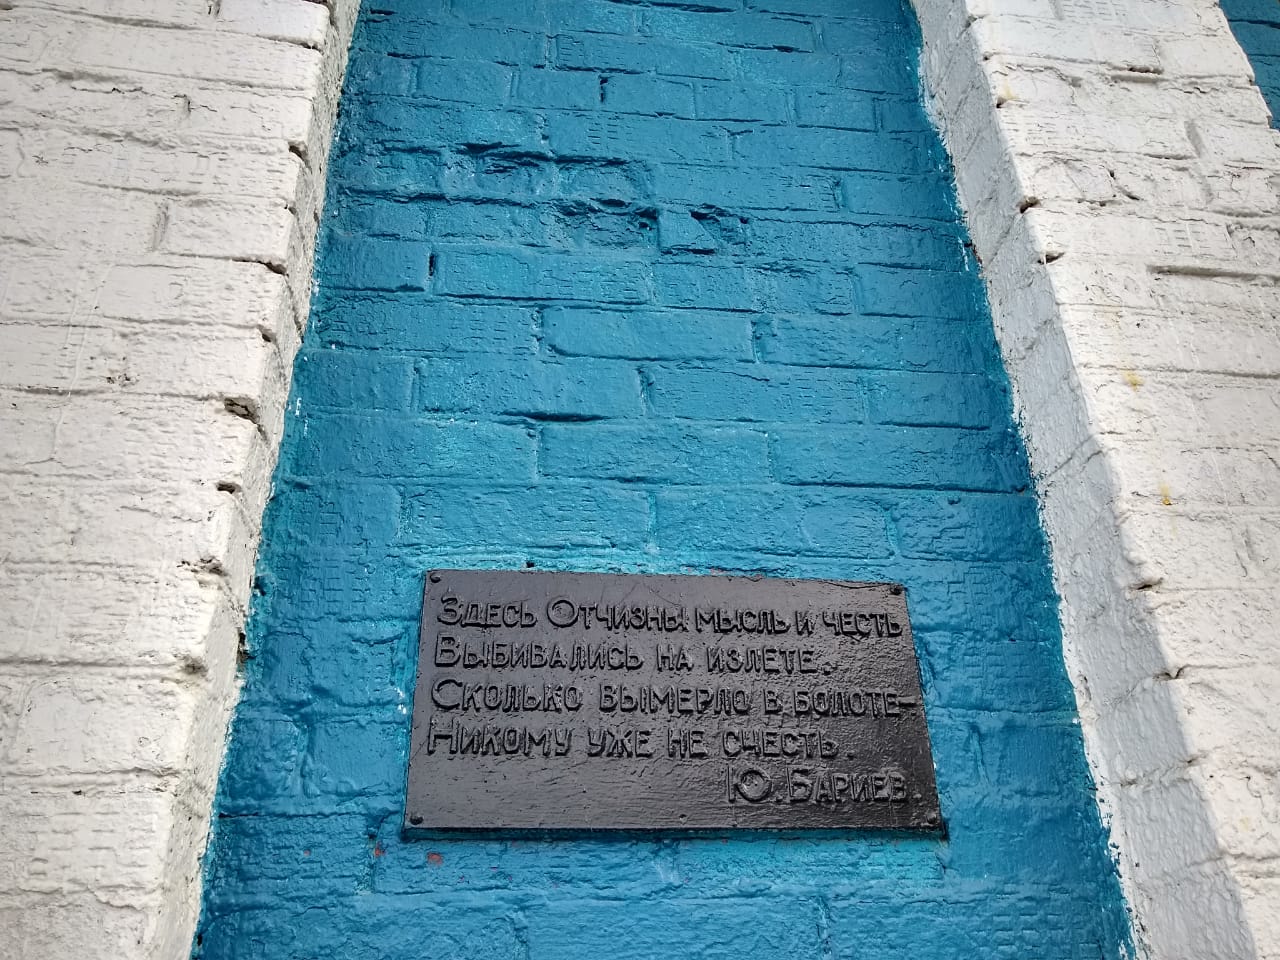 Здесь Отчизны мысль и честь
Выбивались на излете.
Сколько вымерло в болоте—
Никому уже не счесть.
Ю. Бариев.